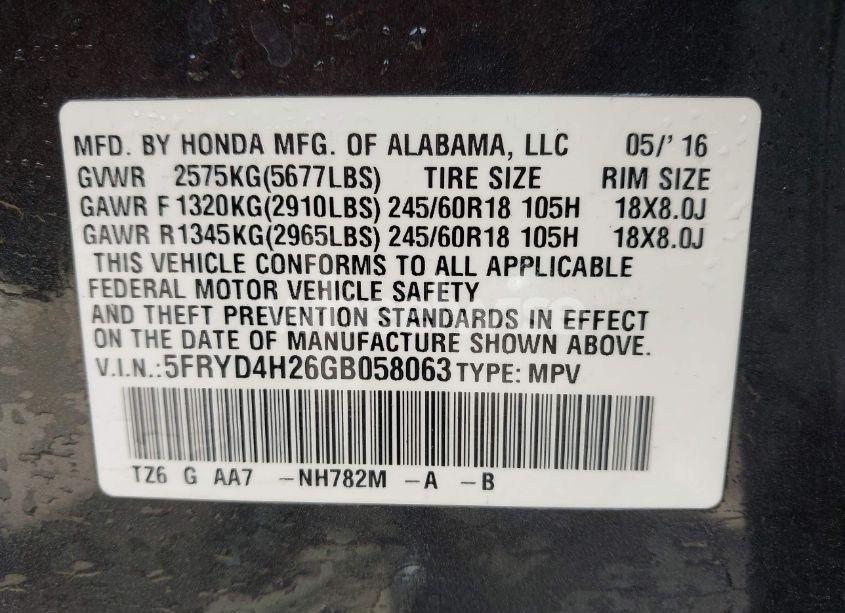 MFD. BY HONDA MFG. OF ALABAMA, LLC 05/' 16
GVWR 2575KG(5677LBS) TIRE SIZE RIM SIZE
GAWR F 1320KG(2910LBS) 245/60R18 105H 18X8.0J
GAWR R1345KG(2965LBS) 245/60R18 105H 18X8.0J
THIS VEHICLE CONFORMS TO ALL APPLICABLE
FEDERAL MOTOR VEHICLE SAFETY
AND THEFT PREVENTION STANDARDS IN EFFECT
ON THE DATE OF MANUFACTURE SHOWN ABOVE.
V.I.N.:5FRYD4H26GB058063 TYPE: MPV
TZ6 G AA7 -NH782M -A -B